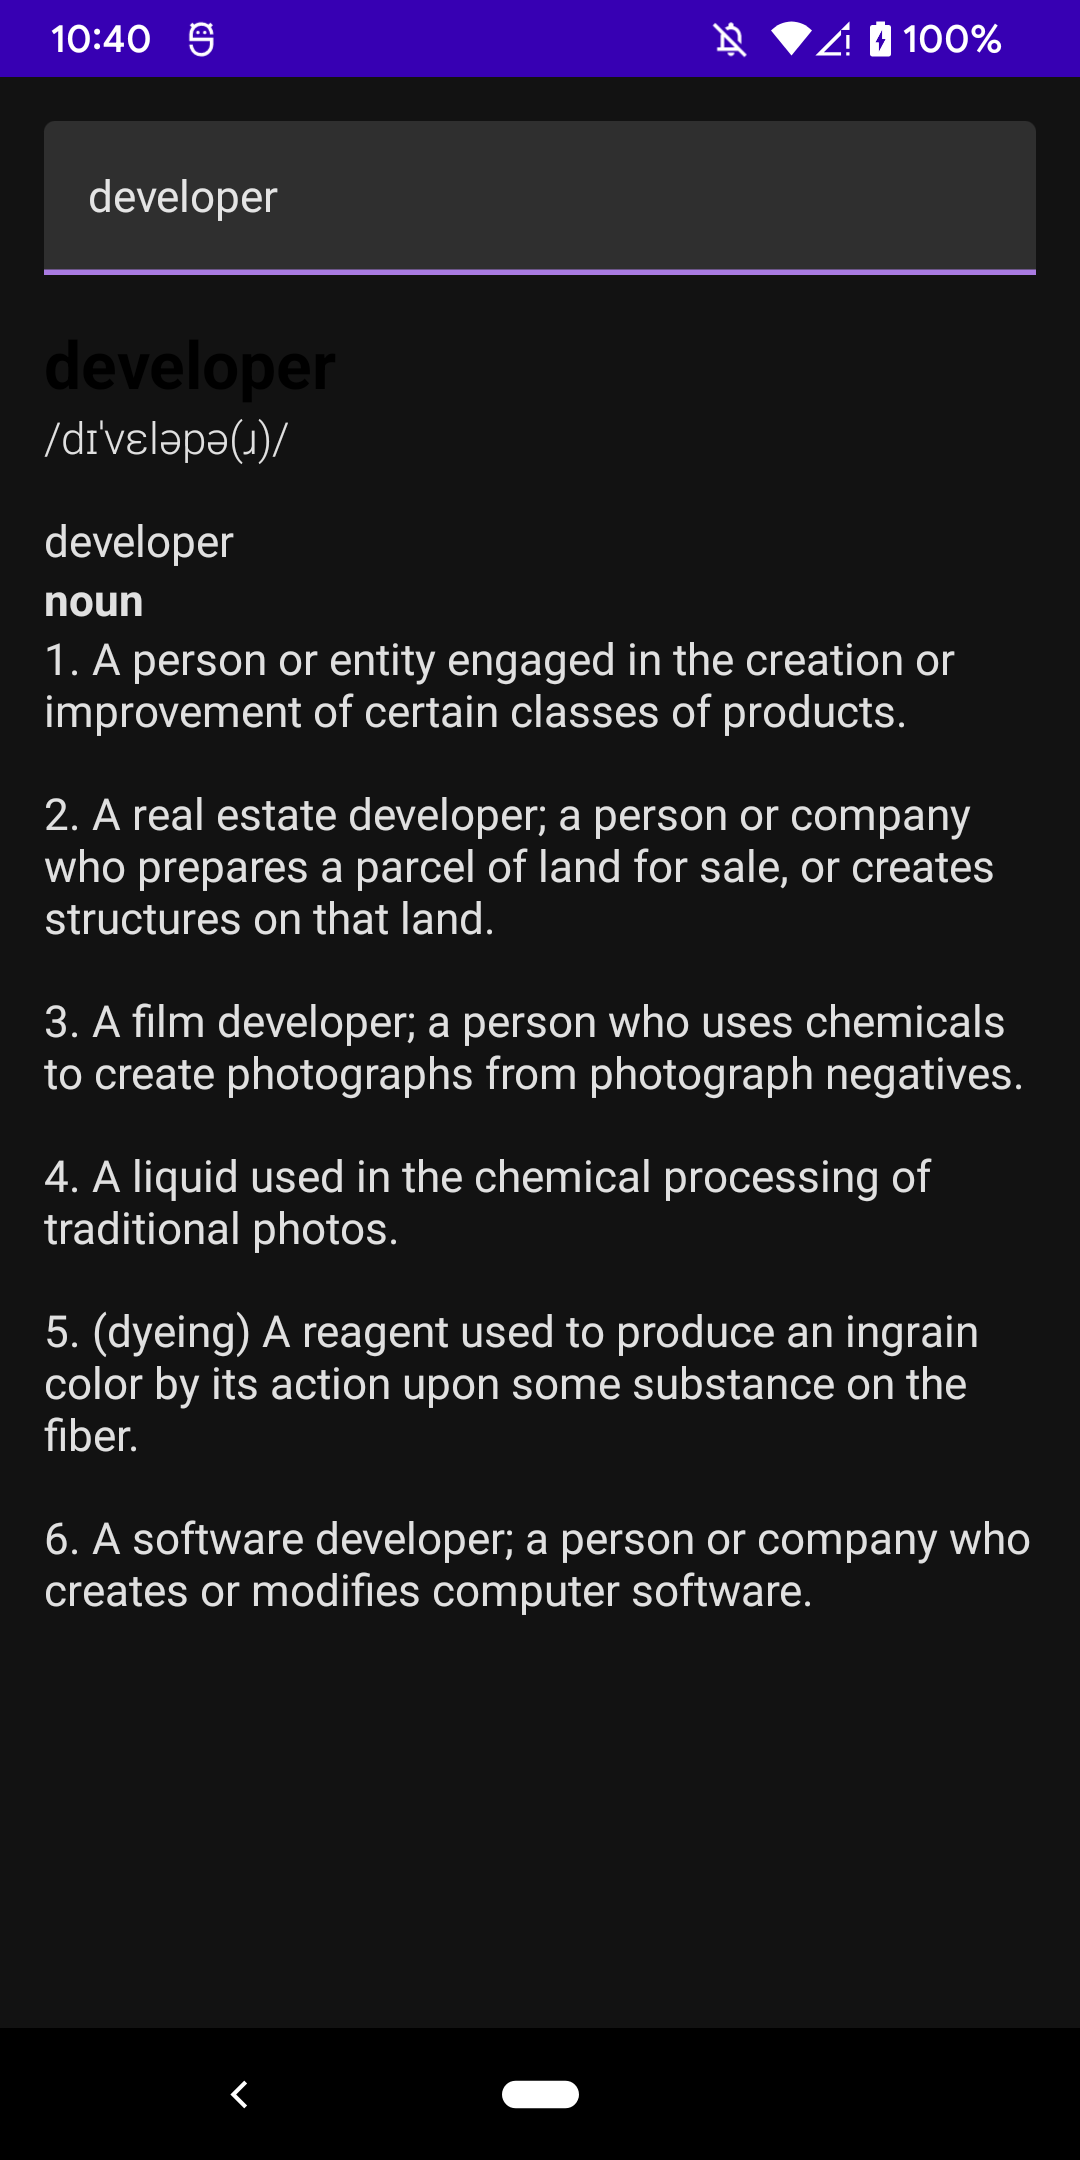 10:40
100%
developer
developer
/dɪˈvɛləpə(ɹ)/
developer
noun
1. A person or entity engaged in the creation or
improvement of certain classes of products.
2. A real estate developer; a person or company
who prepares a parcel of land for sale, or creates
structures on that land.
3. A film developer; a person who uses chemicals
to create photographs from photograph negatives.
4. A liquid used in the chemical processing of
traditional photos.
5. (dyeing) A reagent used to produce an ingrain
color by its action upon some substance on the
fiber.
6. A software developer; a person or company who
creates or modifies computer software.